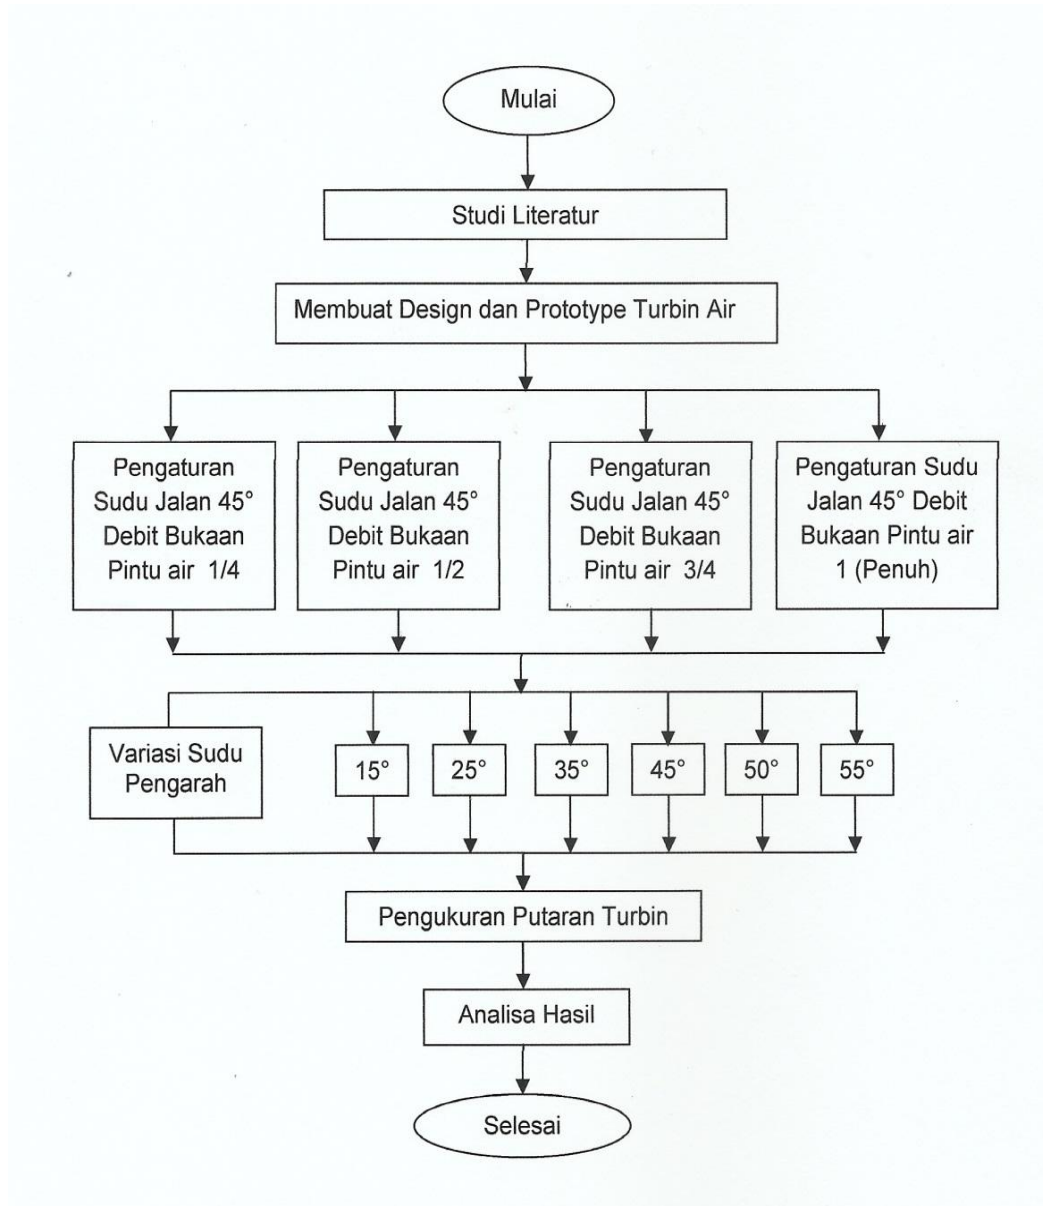 Mulai
Studi Literatur
Membuat Design dan Prototype Turbin Air
Pengaturan
Sudu Jalan 45°
Debit Bukaan
Pintu air 1/4
Pengaturan
Sudu Jalan 45°
Debit Bukaan
Pintu air 1/2
Pengaturan
Sudu Jalan 45°
Debit Bukaan
Pintu air 3/4
Pengaturan Sudu
Jalan 45° Debit
Bukaan Pintu air
1 (Penuh)
Variasi Sudu
Pengarah
15°
25°
35°
45°
50°
55°
Pengukuran Putaran Turbin
Analisa Hasil
Selesai